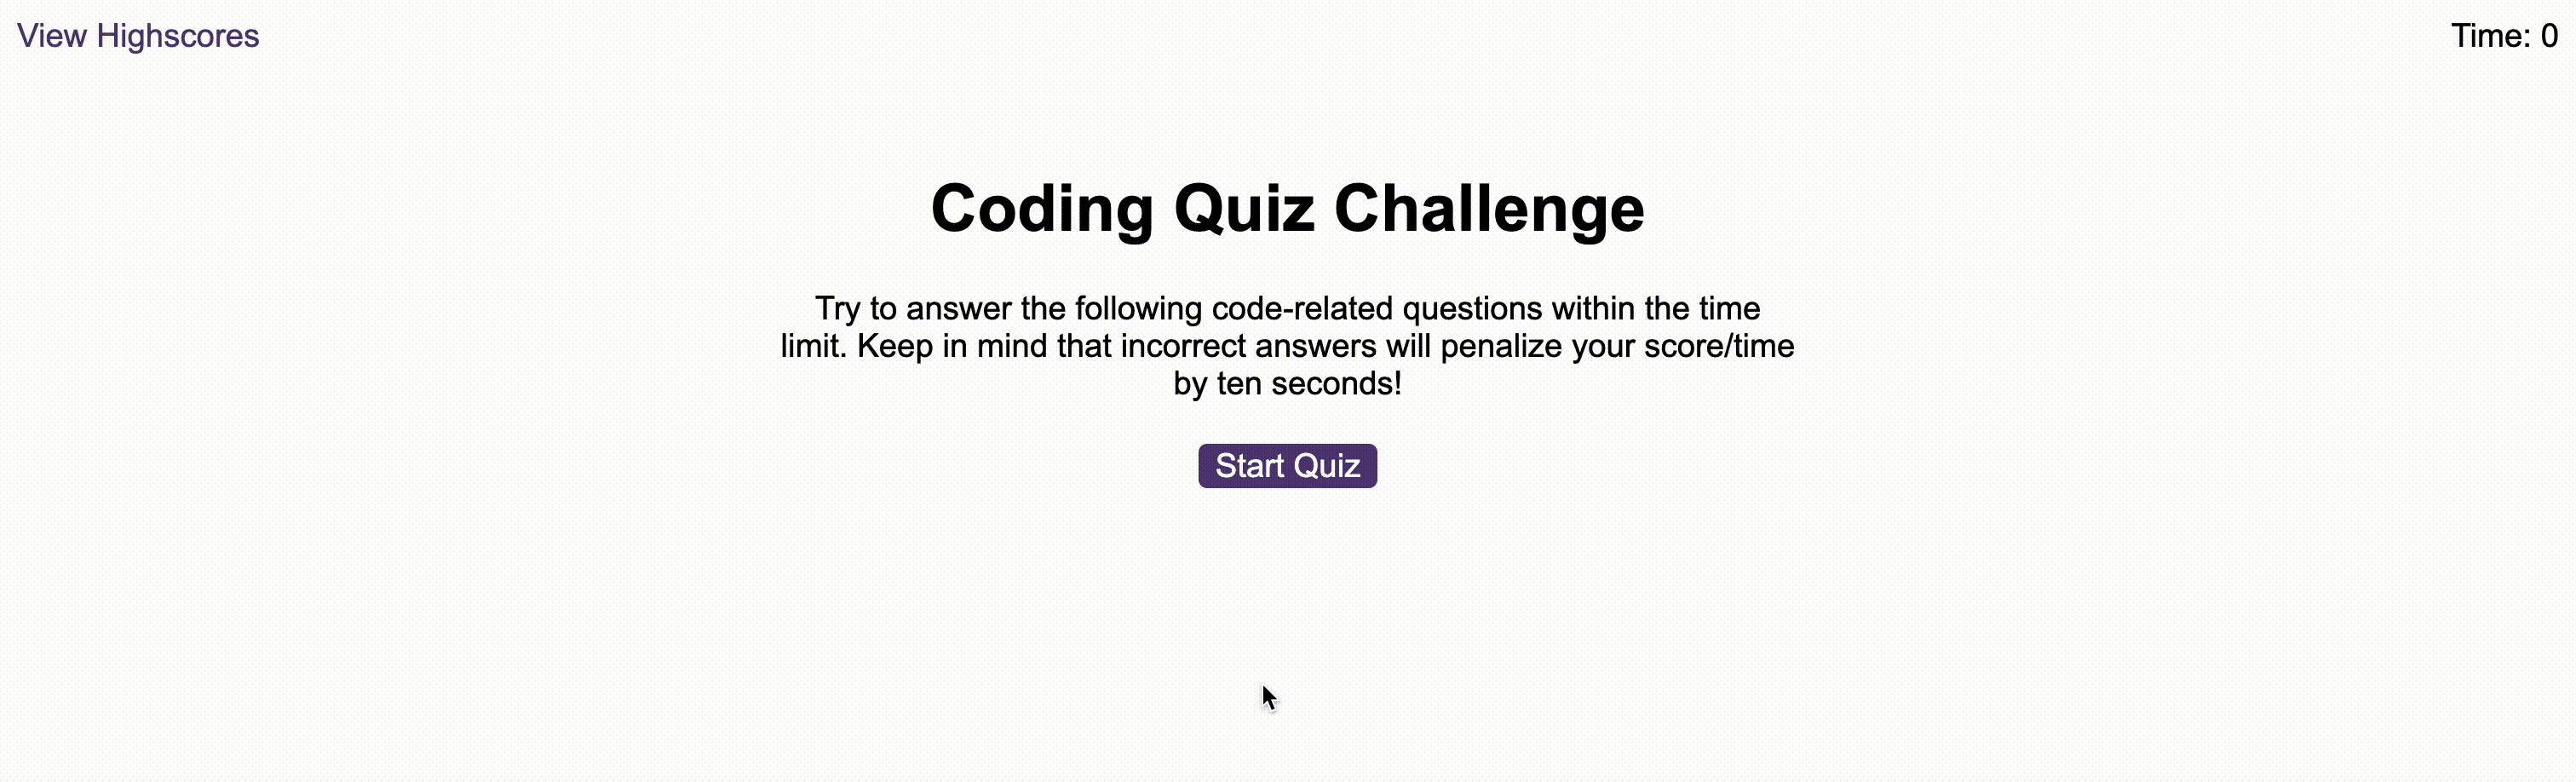 View Highscores
Time: 0
Coding Quiz Challenge
Try to answer the following code-related questions within the time
limit. Keep in mind that incorrect answers will penalize your score/time
by ten seconds!
Start Quiz